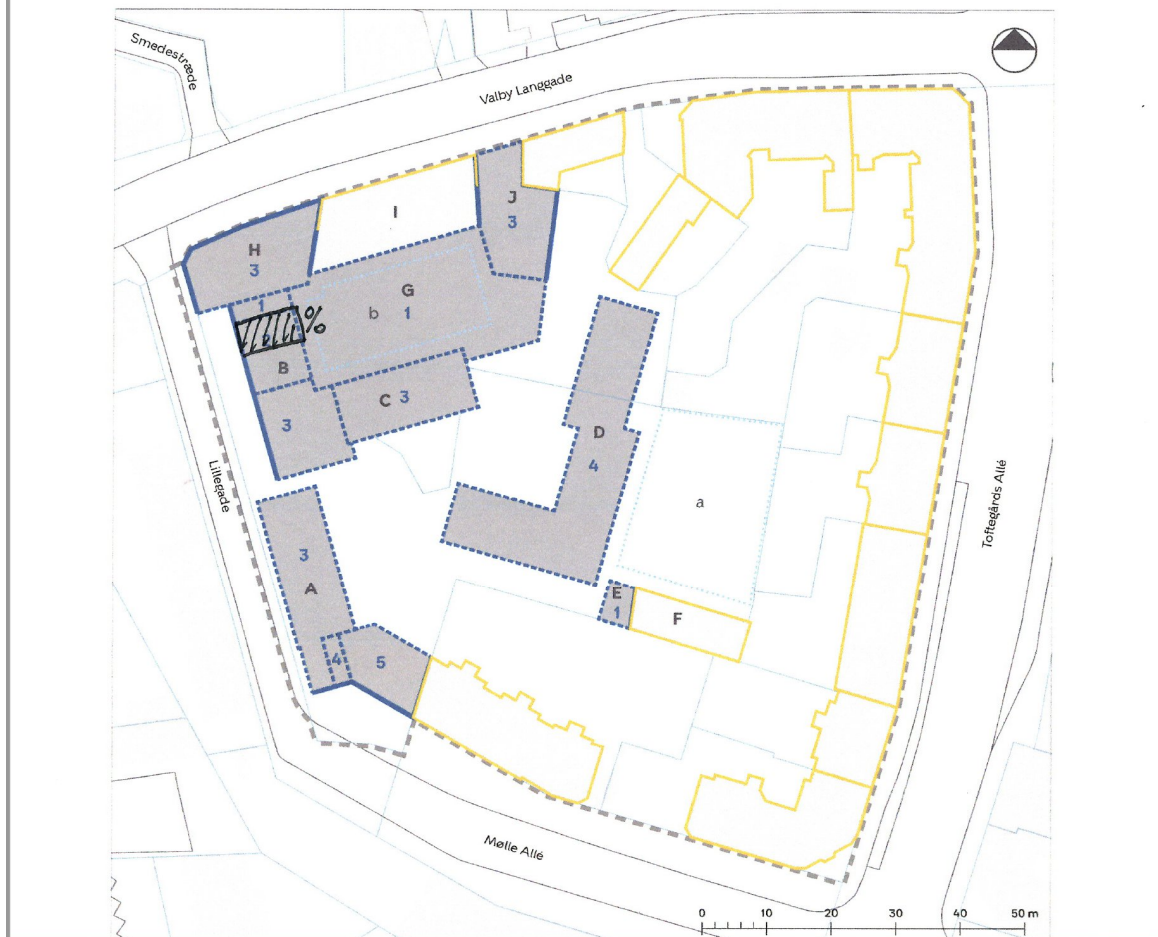 Smedestræde
Valby Langgade
J
3
I
H
3
G
1
b
1
%
B
C 3
3
D
4
Lillegade
a
Toftegårds Allé
3
A
E
1
F
4
5
Mølle Allé
0 10 20 30 40 50 m